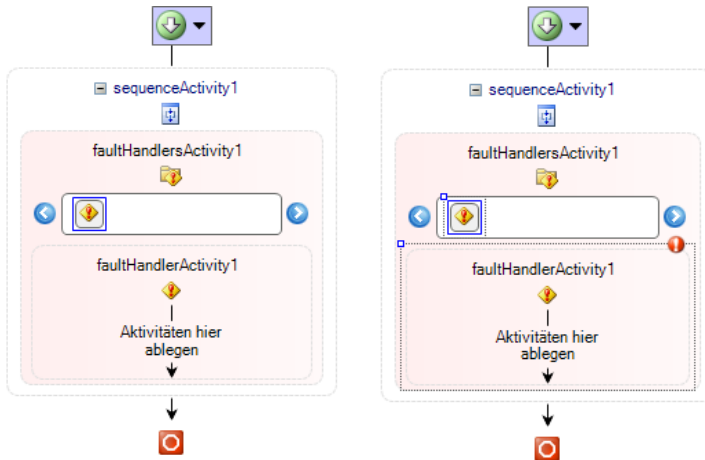 sequenceActivity1
faultHandlersActivity1
faultHandlerActivity1
Aktivitäten hier
ablegen
sequenceActivity1
faultHandlersActivity1
faultHandlerActivity1
Aktivitäten hier
ablegen